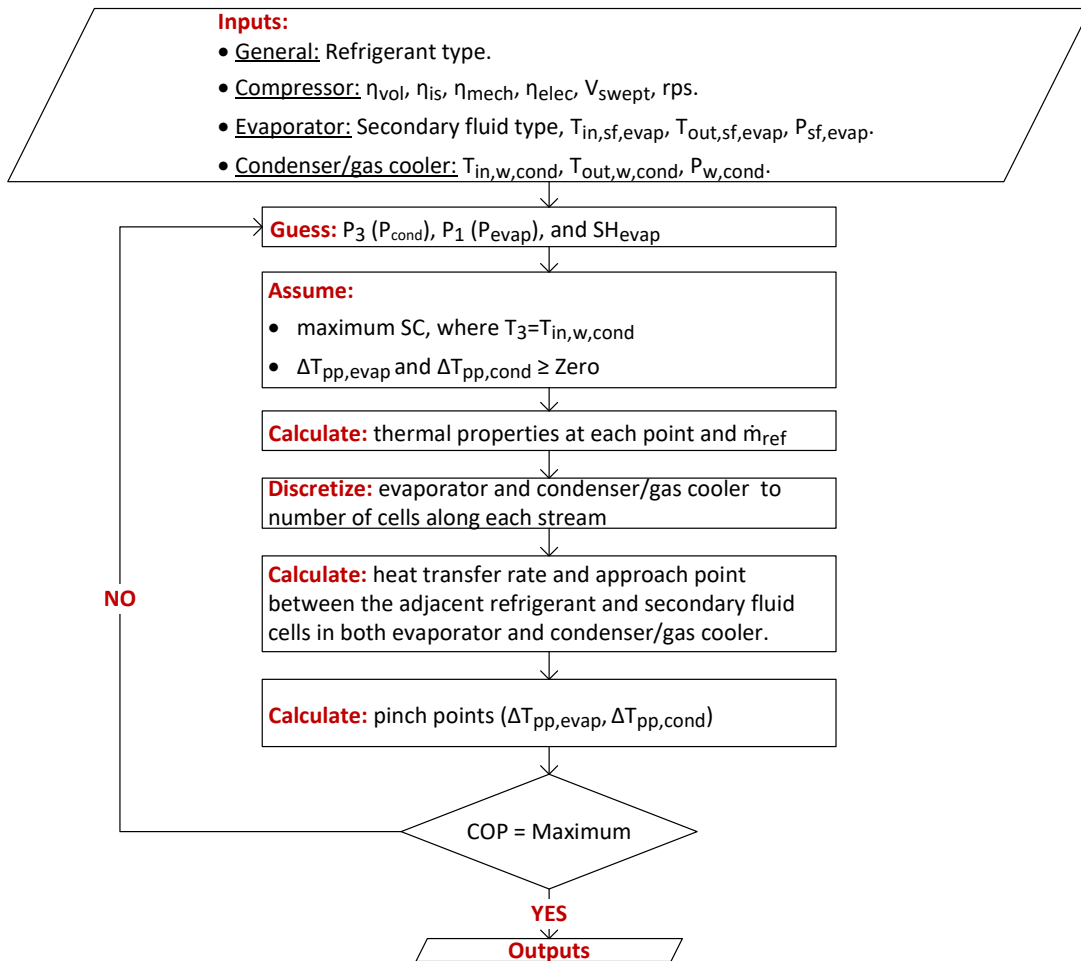 Inputs:
• General: Refrigerant type.
• Compressor: ηvol, ηis, ηmech, ηelec, Vswept, rps.
• Evaporator: Secondary fluid type, Tin,sf,evap, Tout,sf,evap, Psf,evap.
• Condenser/gas cooler: Tin,w,cond, Tout,w,cond, Pw,cond.
Guess: P3 (Pcond), P1 (Pevap), and SHevap
Assume:
• maximum SC, where T3=Tin,w,cond
• ΔTpp,evap and ΔTpp,cond ≥ Zero
Calculate: thermal properties at each point and ṁref
Discretize: evaporator and condenser/gas cooler to
number of cells along each stream
Calculate: heat transfer rate and approach point
between the adjacent refrigerant and secondary fluid
cells in both evaporator and condenser/gas cooler.
NO
Calculate: pinch points (ΔTpp,evap, ΔTpp,cond)
COP = Maximum
YES
Outputs